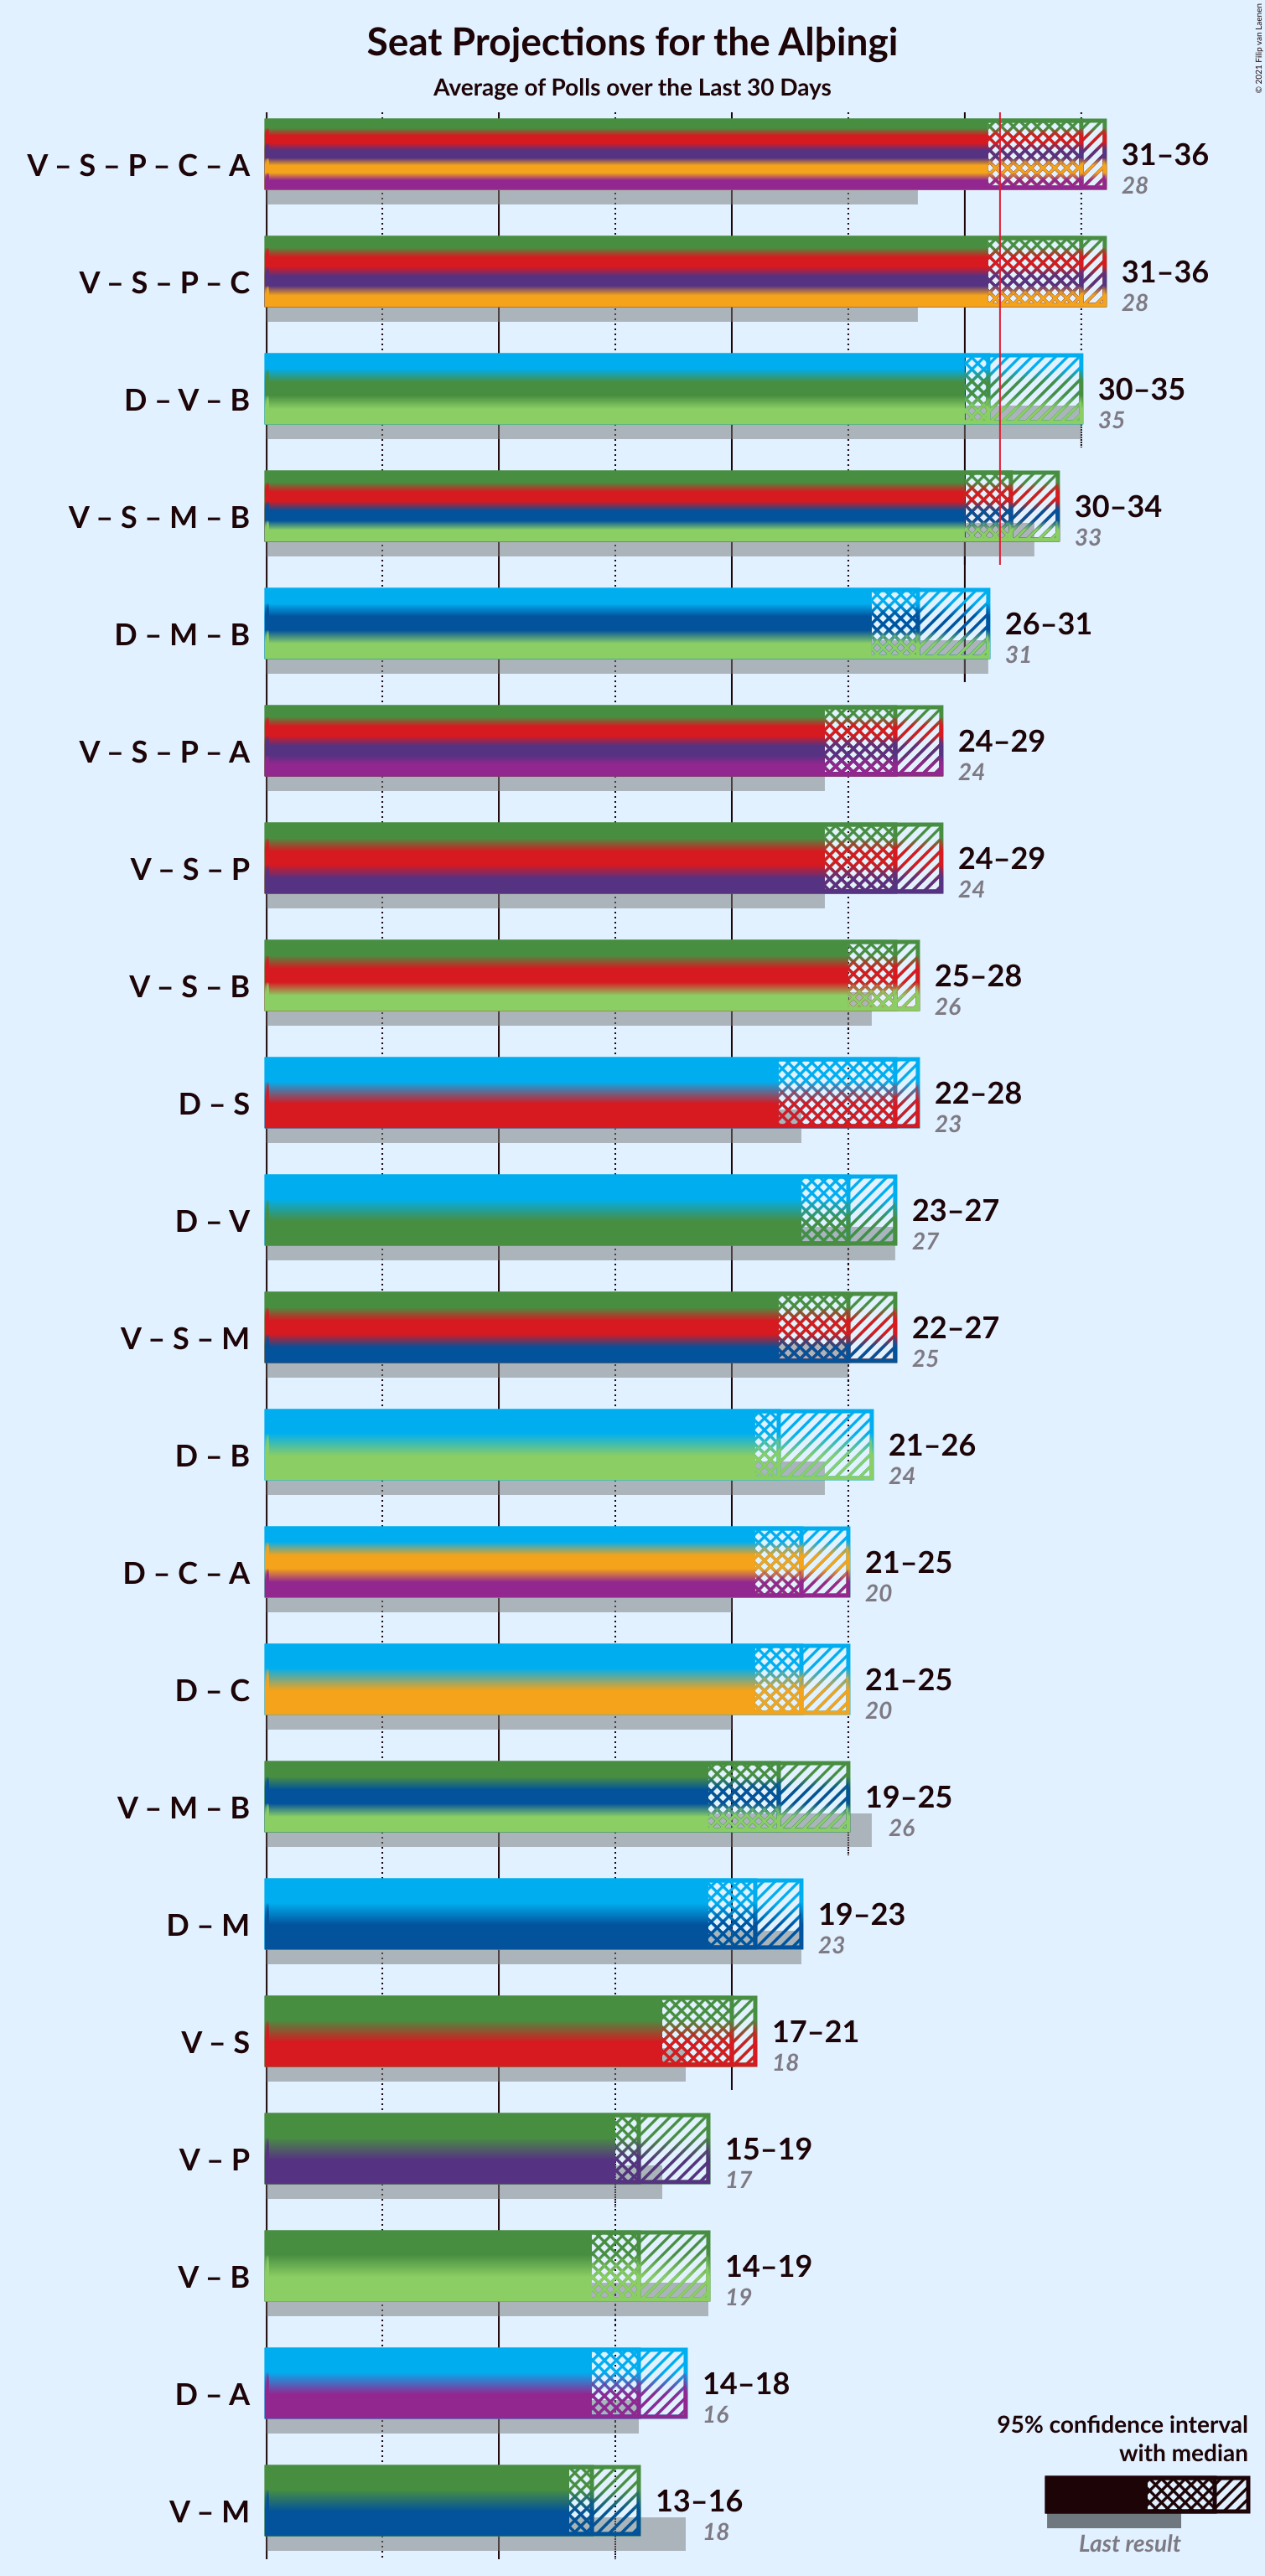 Seat Projections for the Alþingi
Average of Polls over the Last 30 Days
© 2021 Filip van Laenen
V – S – P – C – A
31–36
28
V – S – P – C
31–36
28
D – V – B
30–35
35
V – S – M – B
30–34
33
D – M – B
26–31
31
V – S – P – A
24–29
24
V – S – P
24–29
24
V – S – B
25–28
26
D – S
22–28
23
D – V
23–27
27
V – S – M
22–27
25
D – B
21–26
24
D – C – A
21–25
20
D – C
21–25
20
V – M – B
19–25
26
D – M
19–23
23
V – S
17–21
18
V – P
15–19
17
V – B
14–19
19
D – A
14–18
16
V – M
13–16
18
95% confidence interval
with median
Last result